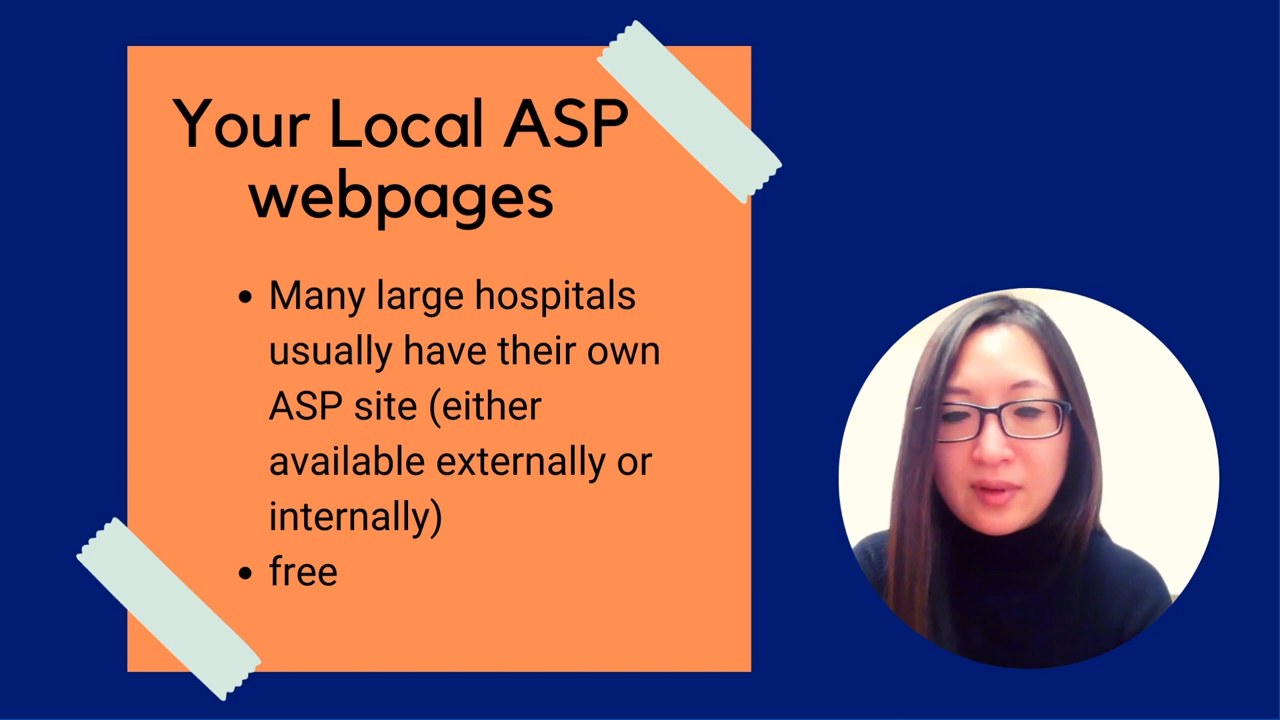 Your Local ASP
webpages
• Many large hospitals
usually have their own
ASP site (either
available externally or
internally)
• free